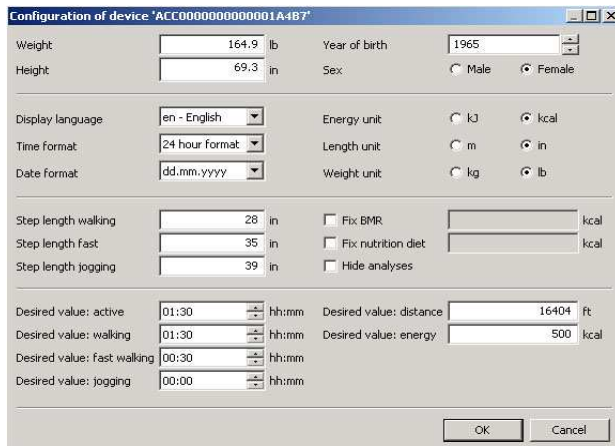 Configuration of device 'ACC0000000000001A4B7'
Weight 164.9 lb Year of birth 1965
Height 69.3 in Sex Male Female
Display language en - English Energy unit kJ kcal
Time format 24 hour format Length unit m in
Date format dd.mm.yyyy Weight unit kg lb
Step length walking 28 in Fix BMR kcal
Step length fast 35 in Fix nutrition diet kcal
Step length jogging 39 in Hide analyses
Desired value: active 01:30 hh:mm Desired value: distance 16404 ft
Desired value: walking 01:30 hh:mm Desired value: energy 500 kcal
Desired value: fast walking 00:30 hh:mm
Desired value: jogging 00:00 hh:mm
OK Cancel